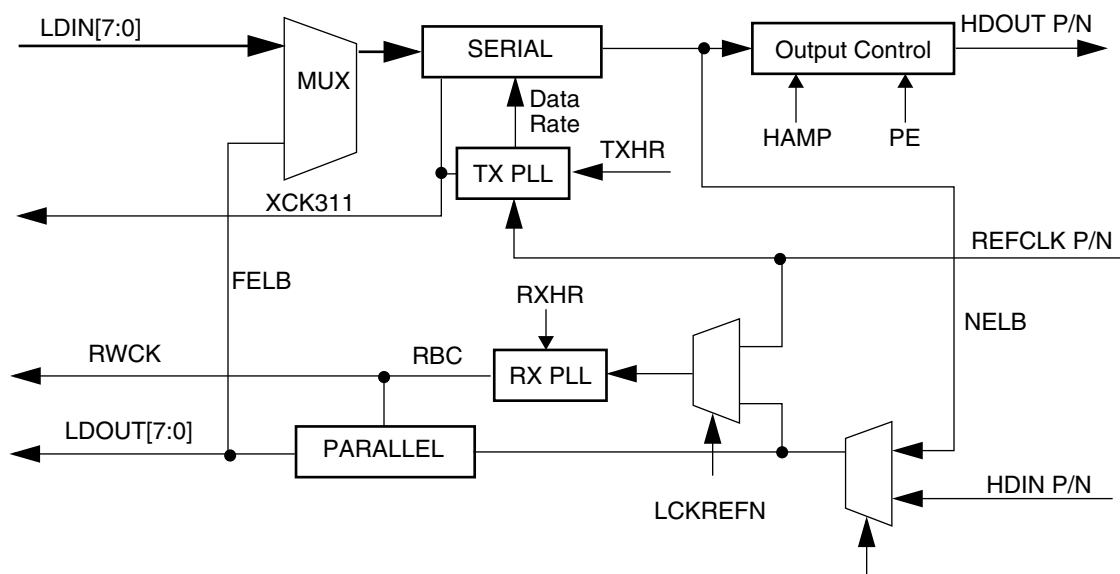 LDIN[7:0]
MUX
SERIAL
Output Control
HDOUT P/N
Data
Rate
HAMP
PE
TX PLL
TXHR
XCK311
REFCLK P/N
FELB
RXHR
NELB
RWCK
RBC
RX PLL
LDOUT[7:0]
PARALLEL
LCKREFN
HDIN P/N